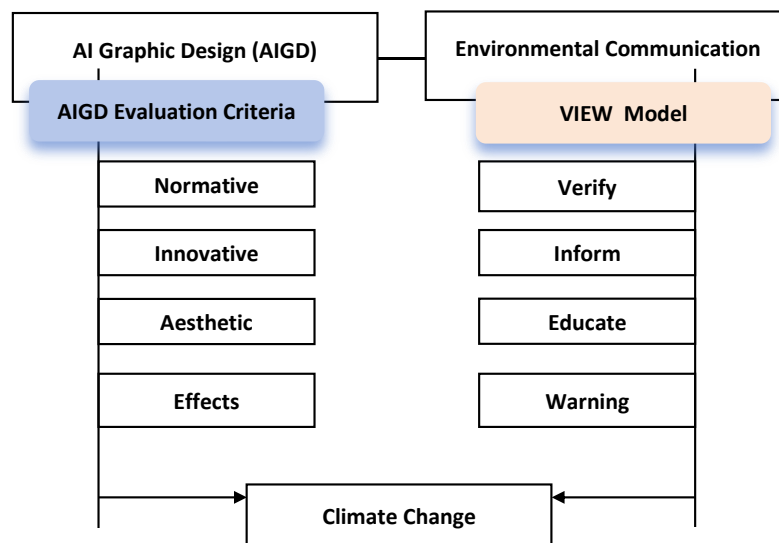 AI Graphic Design (AIGD)
Environmental Communication
AIGD Evaluation Criteria
VIEW Model
Normative
Verify
Innovative
Inform
Aesthetic
Educate
Effects
Warning
Climate Change